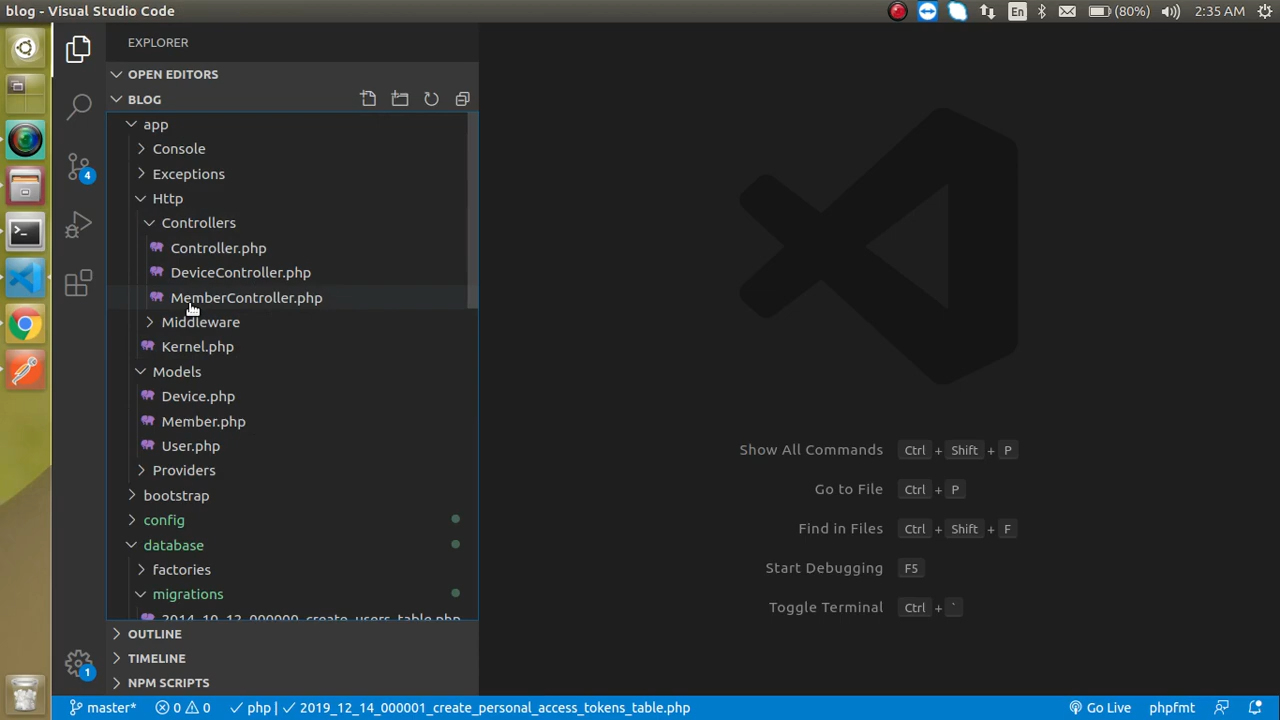 blog - Visual Studio Code
En
(80%)
2:35 AM
EXPLORER
OPEN EDITORS
BLOG
app
Console
Exceptions
Http
Controllers
Controller.php
DeviceController.php
MemberController.php
Middleware
Kernel.php
Models
Device.php
Member.php
User.php
Providers
bootstrap
config
database
factories
migrations
2014_10_12_000000_create_users_table.php
OUTLINE
TIMELINE
NPM SCRIPTS
4
1
Show All Commands Ctrl + Shift + P
Go to File Ctrl + P
Find in Files Ctrl + Shift + F
Start Debugging F5
Toggle Terminal Ctrl + `
master* 0 0 php | 2019_12_14_000001_create_personal_access_tokens_table.php Go Live phpfmt